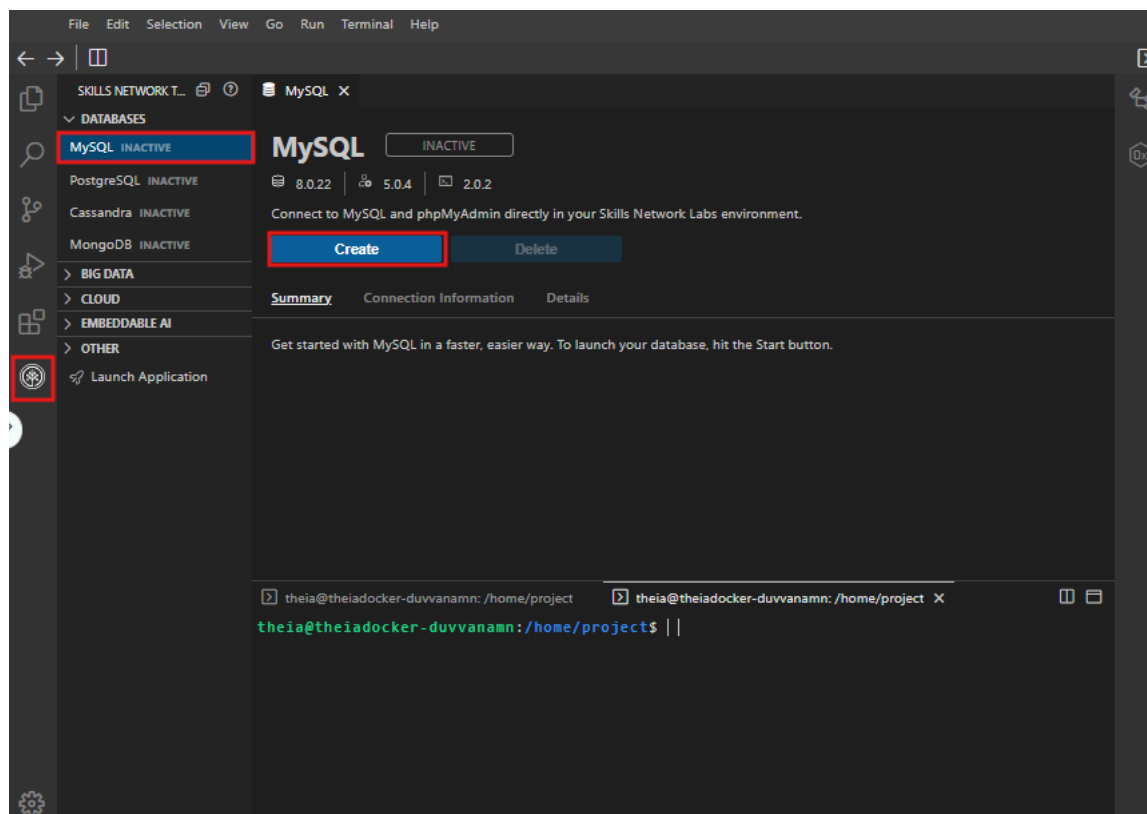 File Edit Selection View Go Run Terminal Help
SKILLS NETWORK T...
MySQL
DATABASES
MySQL INACTIVE
PostgreSQL INACTIVE
Cassandra INACTIVE
MongoDB INACTIVE
BIG DATA
CLOUD
EMBEDDABLE AI
OTHER
Launch Application
MySQL INACTIVE
8.0.22 5.0.4 2.0.2
Connect to MySQL and phpMyAdmin directly in your Skills Network Labs environment.
Create Delete
Summary Connection Information Details
Get started with MySQL in a faster, easier way. To launch your database, hit the Start button.
theia@theiadocker-duvvanamn: /home/project theia@theiadocker-duvvanamn: /home/project
theia@theiadocker-duvvanamn:/home/project$